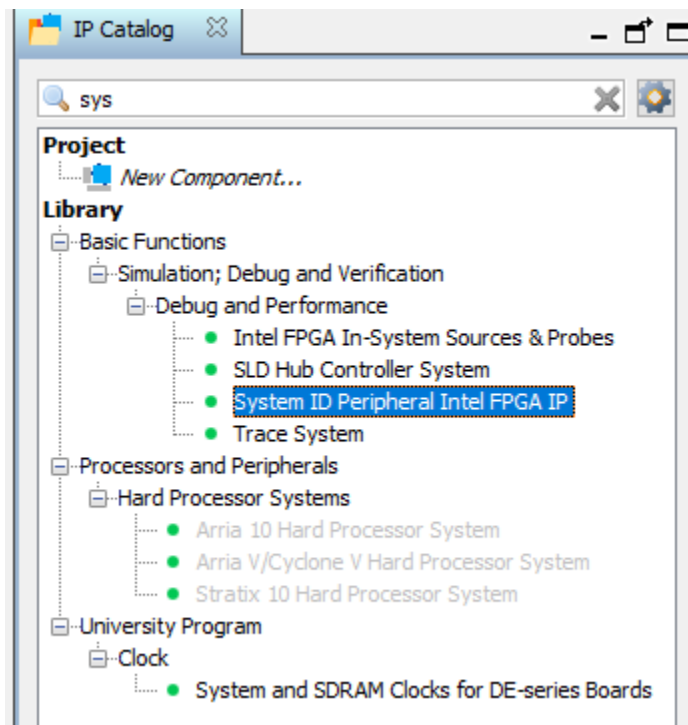 IP Catalog
sys
Project
New Component...
Library
Basic Functions
Simulation; Debug and Verification
Debug and Performance
Intel FPGA In-System Sources & Probes
SLD Hub Controller System
System ID Peripheral Intel FPGA IP
Trace System
Processors and Peripherals
Hard Processor Systems
Arria 10 Hard Processor System
Arria V/Cyclone V Hard Processor System
Stratix 10 Hard Processor System
University Program
Clock
System and SDRAM Clocks for DE-series Boards